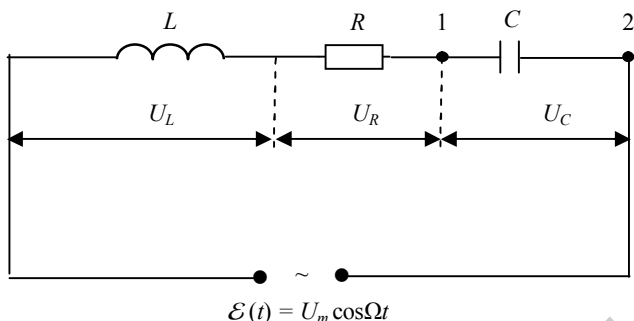 L R 1 C 2
U_L U_R U_C
~
ℰ(t) = U_m cosΩt